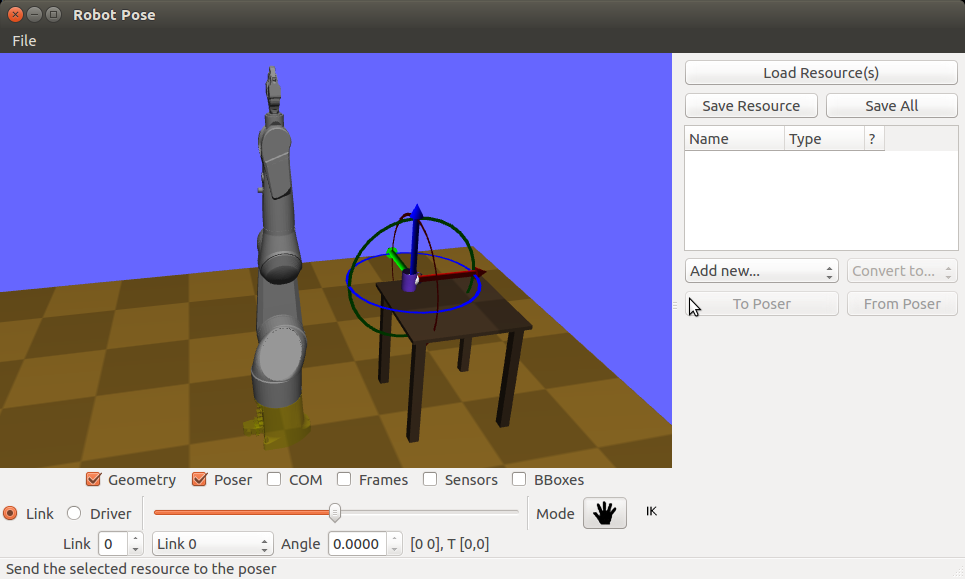 Robot Pose
File
Load Resource(s)
Save Resource Save All
Name Type ?
Add new... Convert to...
To Poser From Poser
Geometry Poser COM Frames Sensors BBoxes
Link Driver Mode IK
Link 0 Link 0 Angle 0.0000 [0 0], T [0,0]
Send the selected resource to the poser